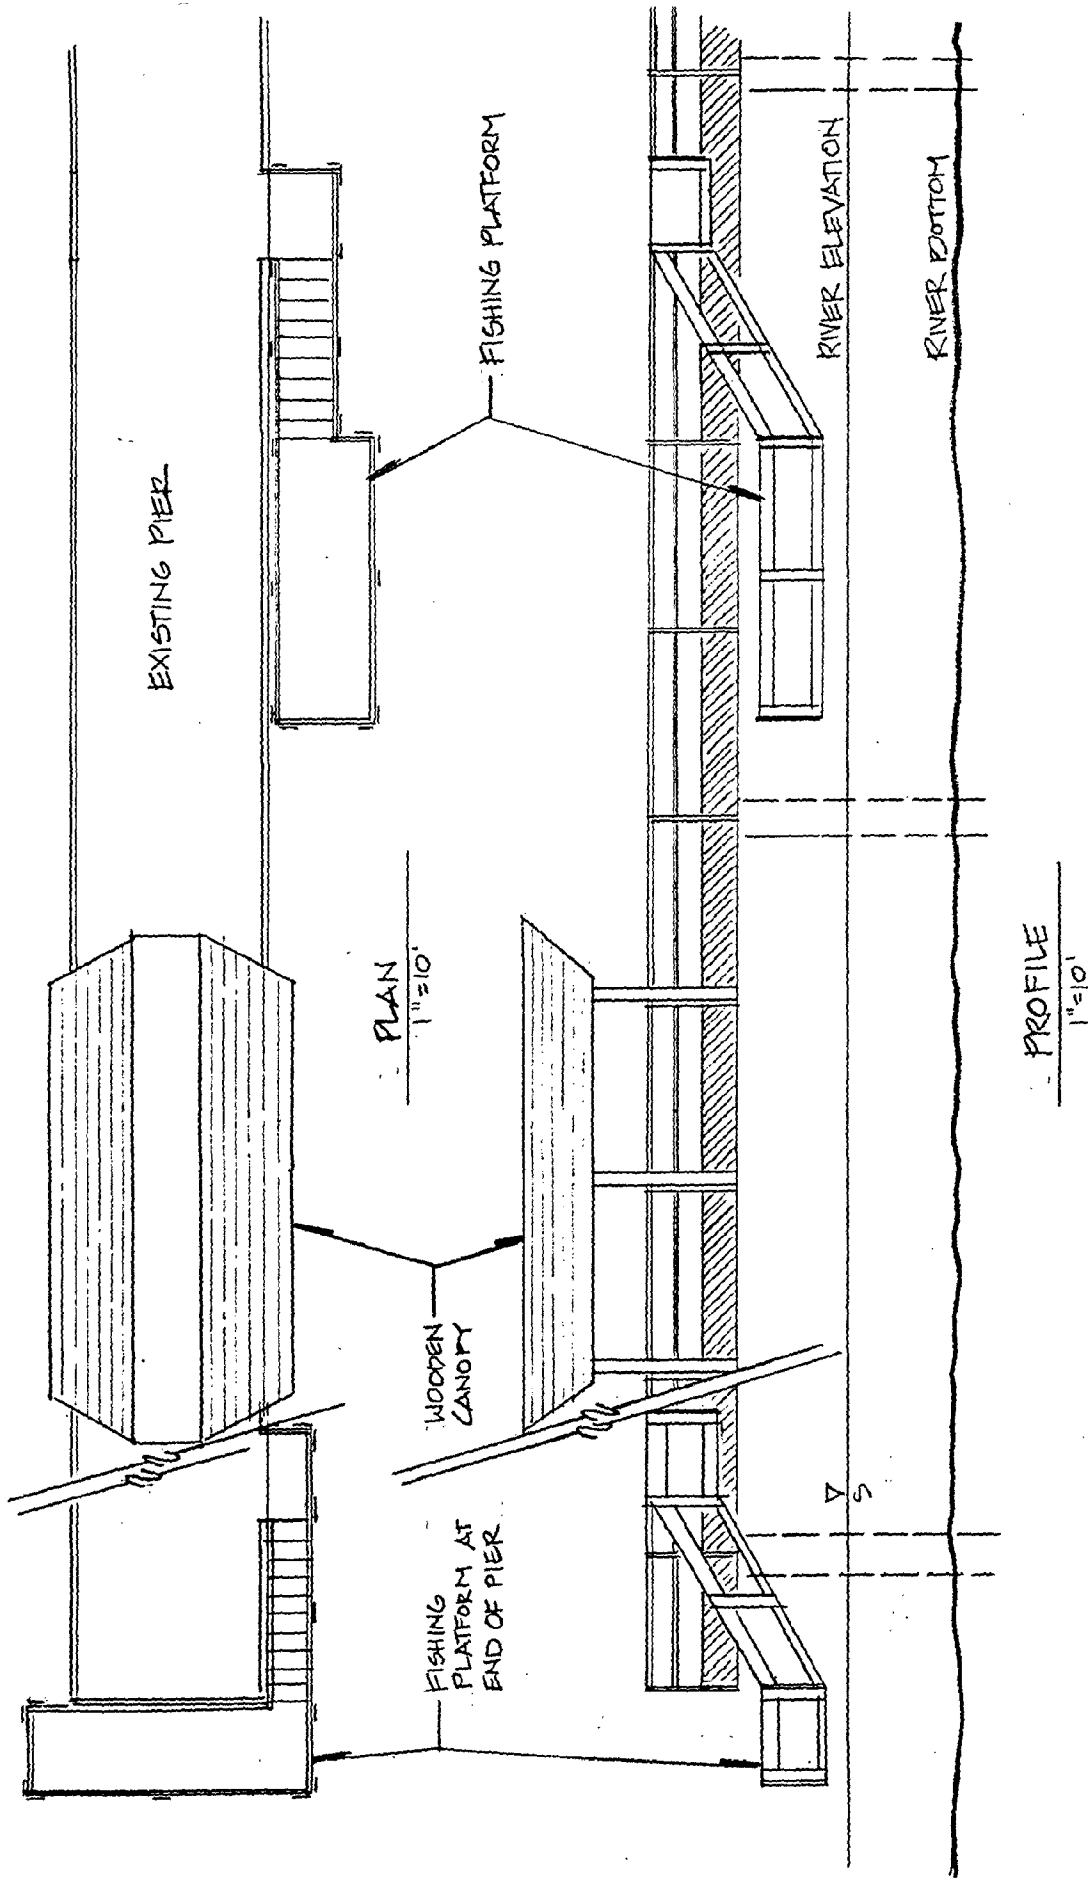 EXISTING PIER
FISHING PLATFORM
PLAN
1"=10'
WOODEN
CANOPY
FISHING
PLATFORM AT
END OF PIER
RIVER ELEVATION
RIVER BOTTOM
PROFILE
1"=10'